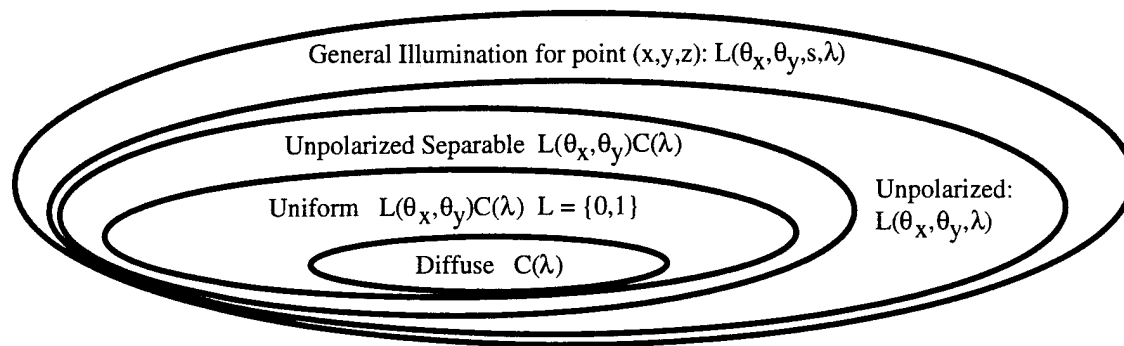 General Illumination for point (x,y,z): L(θx,θy,s,λ)
Unpolarized Separable L(θx,θy)C(λ)
Uniform L(θx,θy)C(λ) L = {0,1}
Diffuse C(λ)
Unpolarized:
L(θx,θy,λ)